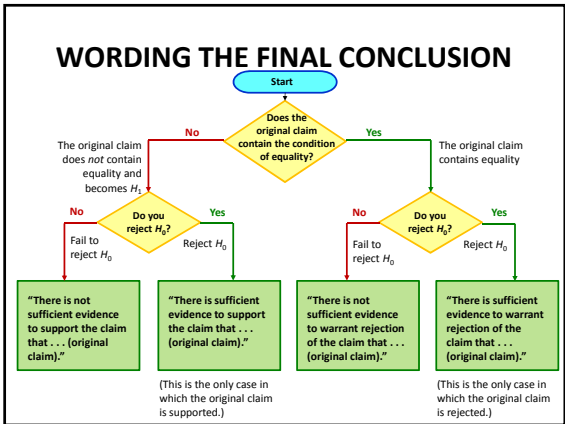 WORDING THE FINAL CONCLUSION
Start
Does the
original claim
contain the condition
of equality?
No
Yes
The original claim
does not contain
equality and
becomes H₁
The original claim
contains equality
No
Do you
reject H₀?
Yes
Fail to
reject H₀
Reject H₀
No
Do you
reject H₀?
Yes
Fail to
reject H₀
Reject H₀
“There is not
sufficient evidence
to support the claim
that . . . (original
claim).”
“There is sufficient
evidence to support
the claim that . . .
(original claim).”
“There is not
sufficient evidence
to warrant rejection
of the claim that . . .
(original claim).”
“There is sufficient
evidence to warrant
rejection of the
claim that . . .
(original claim).”
(This is the only case in
which the original claim
is supported.)
(This is the only case in
which the original claim
is rejected.)